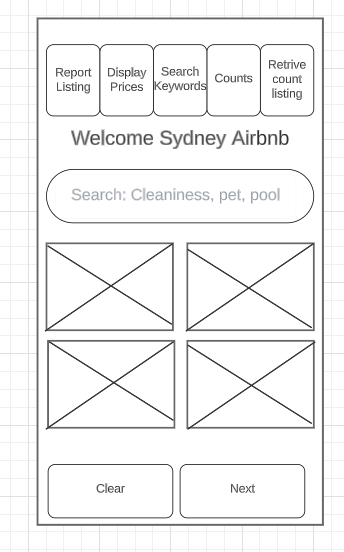 Report
Listing
Display
Prices
Search
Keywords
Counts
Retrive
count
listing
Welcome Sydney Airbnb
Search: Cleaniness, pet, pool
Clear
Next